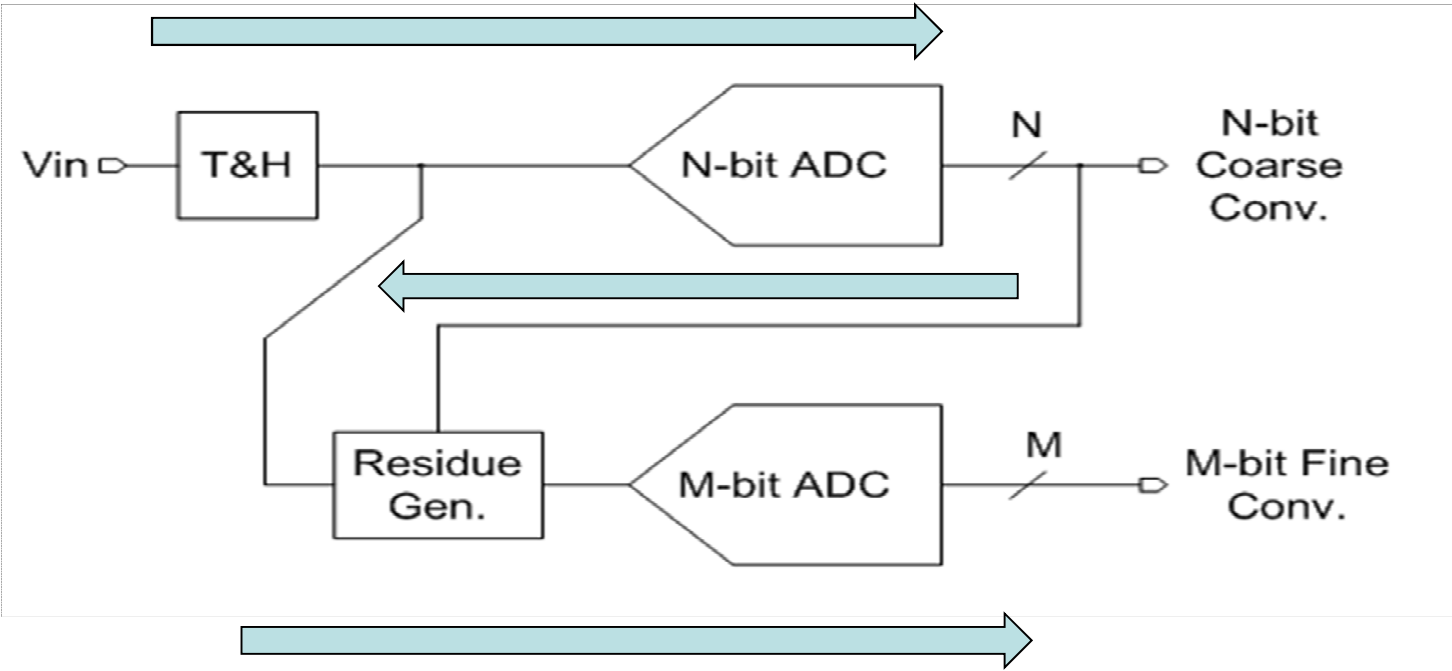 Vin
T&H
N-bit ADC
N
N-bit
Coarse
Conv.
Residue
Gen.
M-bit ADC
M
M-bit Fine
Conv.